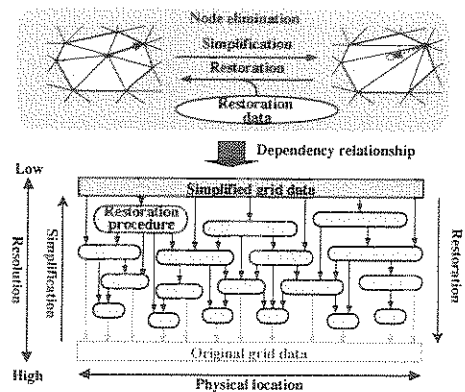 Node elimination
Simplification
Restoration
Restoration
data
Dependency relationship
Low
Simplified grid data
Restoration
procedure
Resolution
Simplification
Restoration
Original grid data
High
Physical location